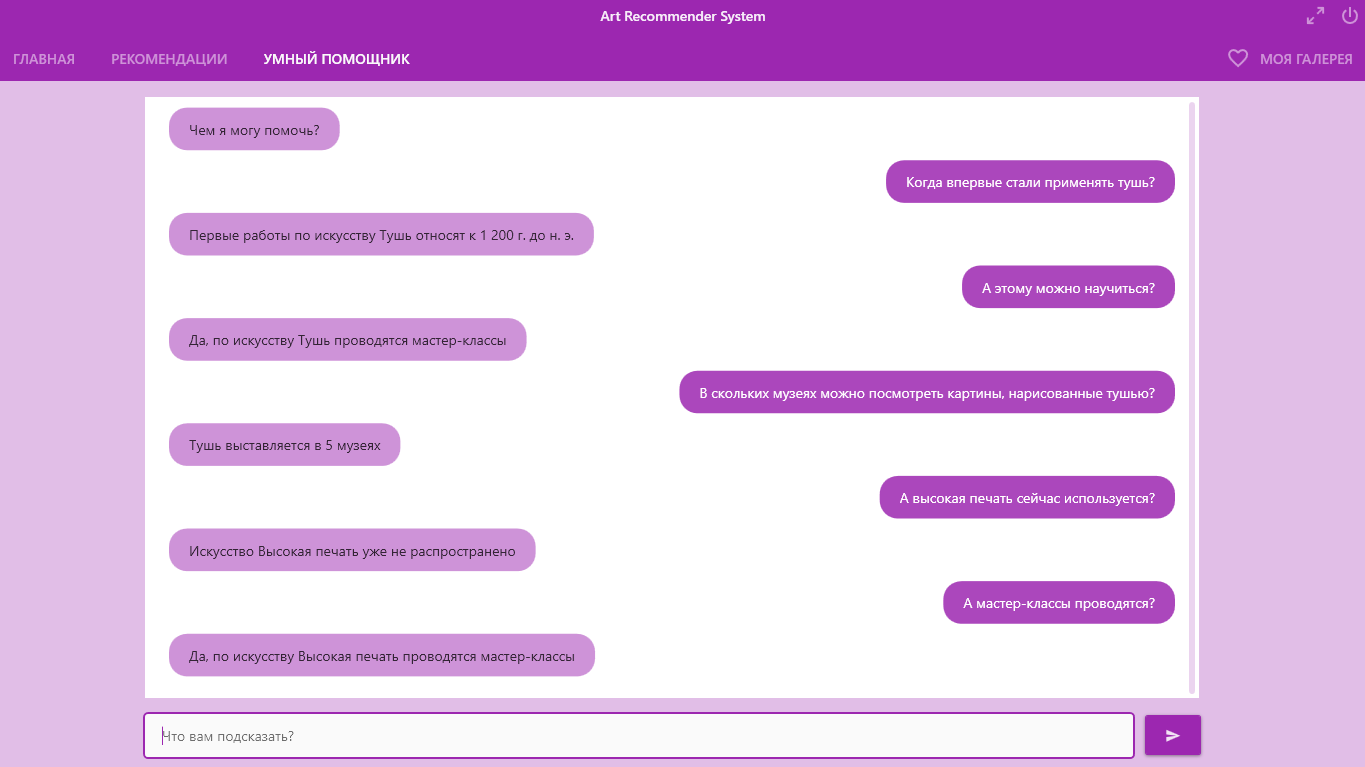 Art Recommender System
ГЛАВНАЯ РЕКОМЕНДАЦИИ УМНЫЙ ПОМОЩНИК МОЯ ГАЛЕРЕЯ
Чем я могу помочь?
Когда впервые стали применять тушь?
Первые работы по искусству Тушь относят к 1 200 г. до н. э.
А этому можно научиться?
Да, по искусству Тушь проводятся мастер-классы
В скольких музеях можно посмотреть картины, нарисованные тушью?
Тушь выставляется в 5 музеях
А высокая печать сейчас используется?
Искусство Высокая печать уже не распространено
А мастер-классы проводятся?
Да, по искусству Высокая печать проводятся мастер-классы
Что вам подсказать?